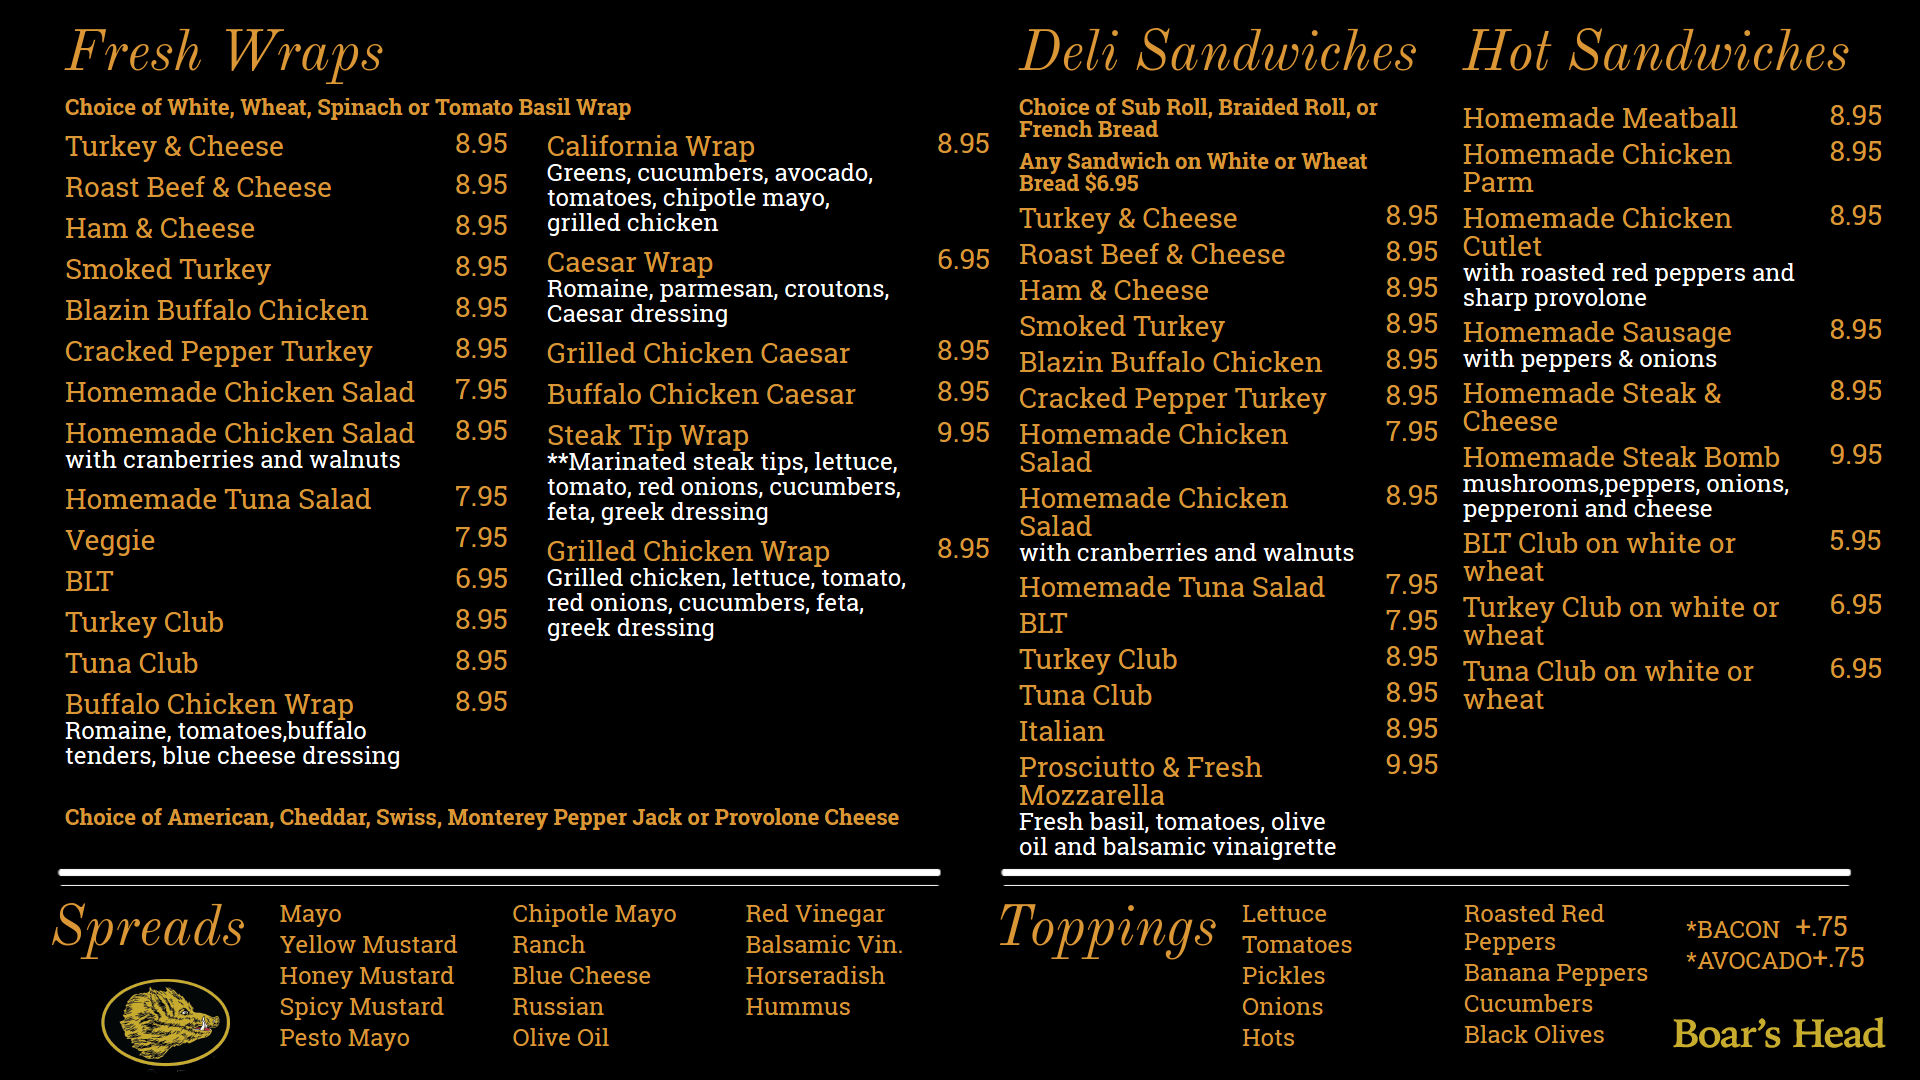 Fresh Wraps
Choice of White, Wheat, Spinach or Tomato Basil Wrap
Turkey & Cheese 8.95
Roast Beef & Cheese 8.95
Ham & Cheese 8.95
Smoked Turkey 8.95
Blazin Buffalo Chicken 8.95
Cracked Pepper Turkey 8.95
Homemade Chicken Salad 7.95
Homemade Chicken Salad 8.95
with cranberries and walnuts
Homemade Tuna Salad 7.95
Veggie 7.95
BLT 6.95
Turkey Club 8.95
Tuna Club 8.95
Buffalo Chicken Wrap 8.95
Romaine, tomatoes,buffalo
tenders, blue cheese dressing
California Wrap 8.95
Greens, cucumbers, avocado,
tomatoes, chipotle mayo,
grilled chicken
Caesar Wrap 6.95
Romaine, parmesan, croutons,
Caesar dressing
Grilled Chicken Caesar 8.95
Buffalo Chicken Caesar 8.95
Steak Tip Wrap 9.95
**Marinated steak tips, lettuce,
tomato, red onions, cucumbers,
feta, greek dressing
Grilled Chicken Wrap 8.95
Grilled chicken, lettuce, tomato,
red onions, cucumbers, feta,
greek dressing
Choice of American, Cheddar, Swiss, Monterey Pepper Jack or Provolone Cheese
Deli Sandwiches
Choice of Sub Roll, Braided Roll, or
French Bread
Any Sandwich on White or Wheat
Bread $6.95
Turkey & Cheese 8.95
Roast Beef & Cheese 8.95
Ham & Cheese 8.95
Smoked Turkey 8.95
Blazin Buffalo Chicken 8.95
Cracked Pepper Turkey 8.95
Homemade Chicken 7.95
Salad
Homemade Chicken 8.95
Salad
with cranberries and walnuts
Homemade Tuna Salad 7.95
BLT 7.95
Turkey Club 8.95
Tuna Club 8.95
Italian 8.95
Prosciutto & Fresh 9.95
Mozzarella
Fresh basil, tomatoes, olive
oil and balsamic vinaigrette
Hot Sandwiches
Homemade Meatball 8.95
Homemade Chicken 8.95
Parm
Homemade Chicken 8.95
Cutlet
with roasted red peppers and
sharp provolone
Homemade Sausage 8.95
with peppers & onions
Homemade Steak & 8.95
Cheese
Homemade Steak Bomb 9.95
mushrooms,peppers, onions,
pepperoni and cheese
BLT Club on white or 5.95
wheat
Turkey Club on white or 6.95
wheat
Tuna Club on white or 6.95
wheat
Spreads
Mayo
Yellow Mustard
Honey Mustard
Spicy Mustard
Pesto Mayo
Chipotle Mayo
Ranch
Blue Cheese
Russian
Olive Oil
Red Vinegar
Balsamic Vin.
Horseradish
Hummus
Toppings
Lettuce
Tomatoes
Pickles
Onions
Hots
Roasted Red
Peppers
Banana Peppers
Cucumbers
Black Olives
*BACON +.75
*AVOCADO+.75
Boar's Head